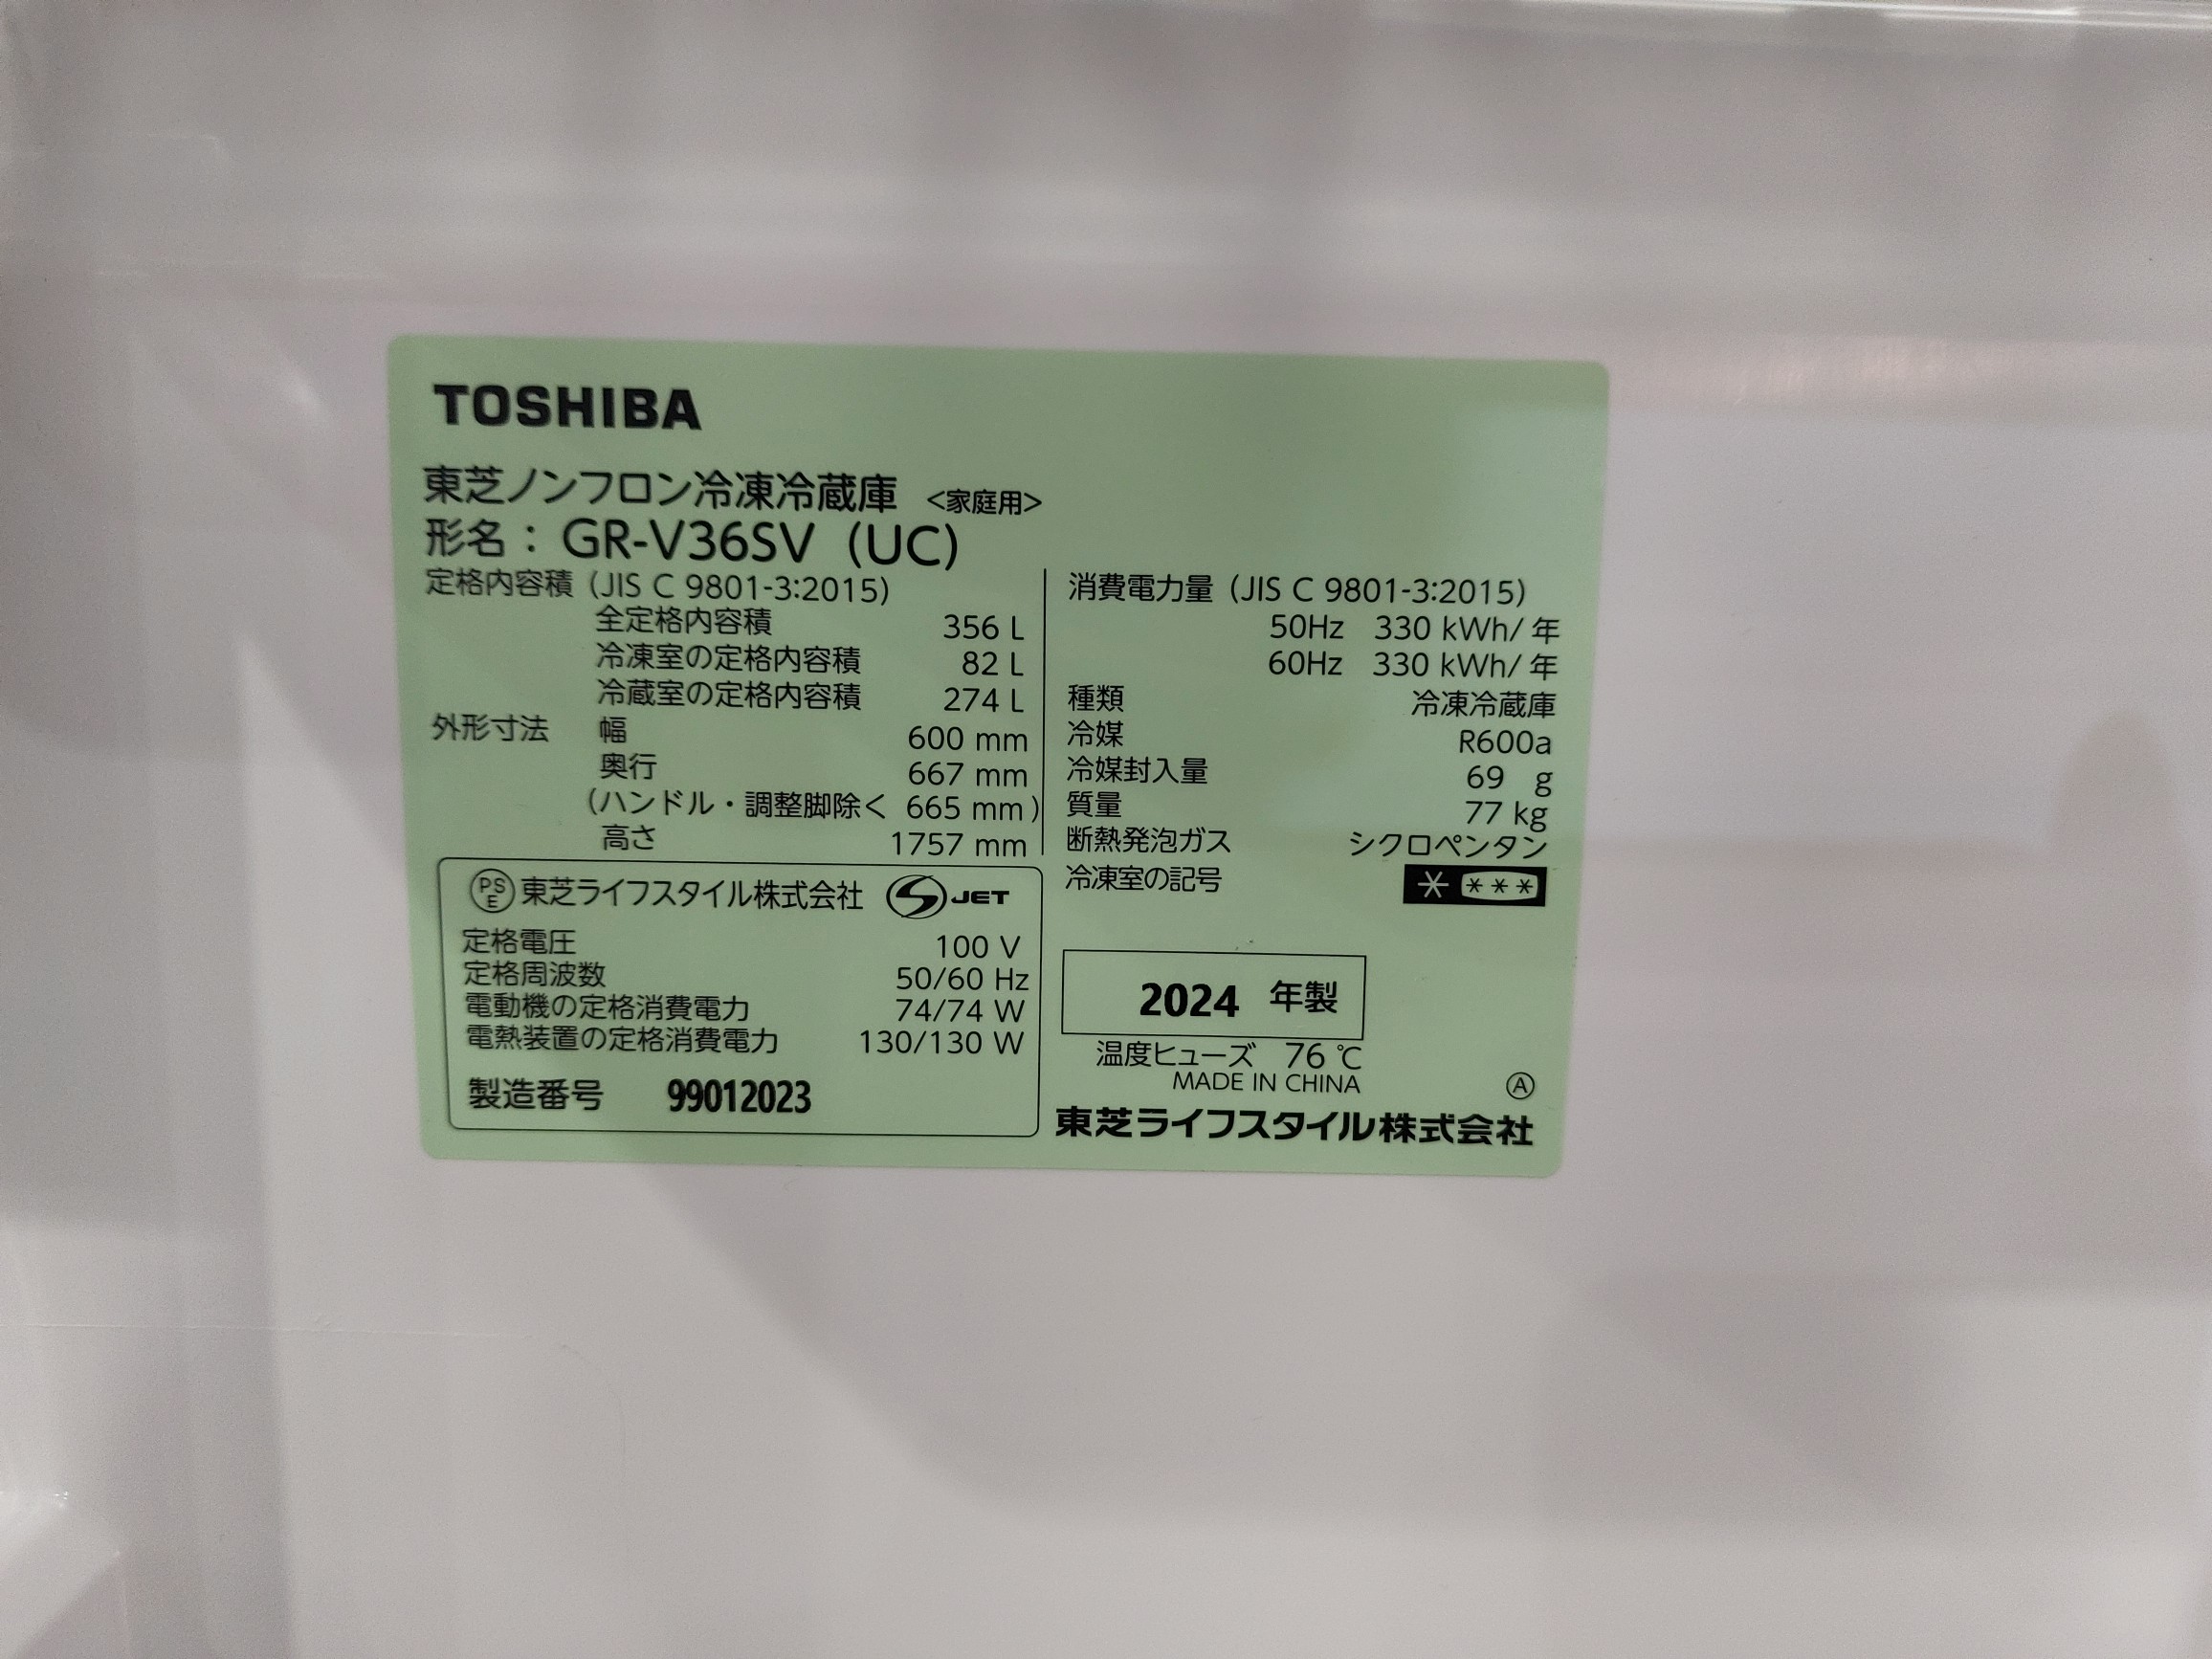 TOSHIBA
東芝ノンフロン冷凍冷蔵庫 <家庭用>
形名：GR-V36SV (UC)
定格内容積 (JIS C 9801-3:2015)
全定格内容積 356 L
冷凍室の定格内容積 82 L
冷蔵室の定格内容積 274 L
外形寸法 幅 600 mm
奥行 667 mm
(ハンドル・調整脚除く 665 mm)
高さ 1757 mm
PSE 東芝ライフスタイル株式会社 S JET
定格電圧 100 V
定格周波数 50/60 Hz
電動機の定格消費電力 74/74 W
電熱装置の定格消費電力 130/130 W
製造番号 99012023
消費電力量 (JIS C 9801-3:2015)
50Hz 330 kWh/年
60Hz 330 kWh/年
種類 冷凍冷蔵庫
冷媒 R600a
冷媒封入量 69 g
質量 77 kg
断熱発泡ガス シクロペンタン
冷凍室の記号 * ***
2024 年製
温度ヒューズ 76 ℃
MADE IN CHINA
Ⓐ
東芝ライフスタイル株式会社